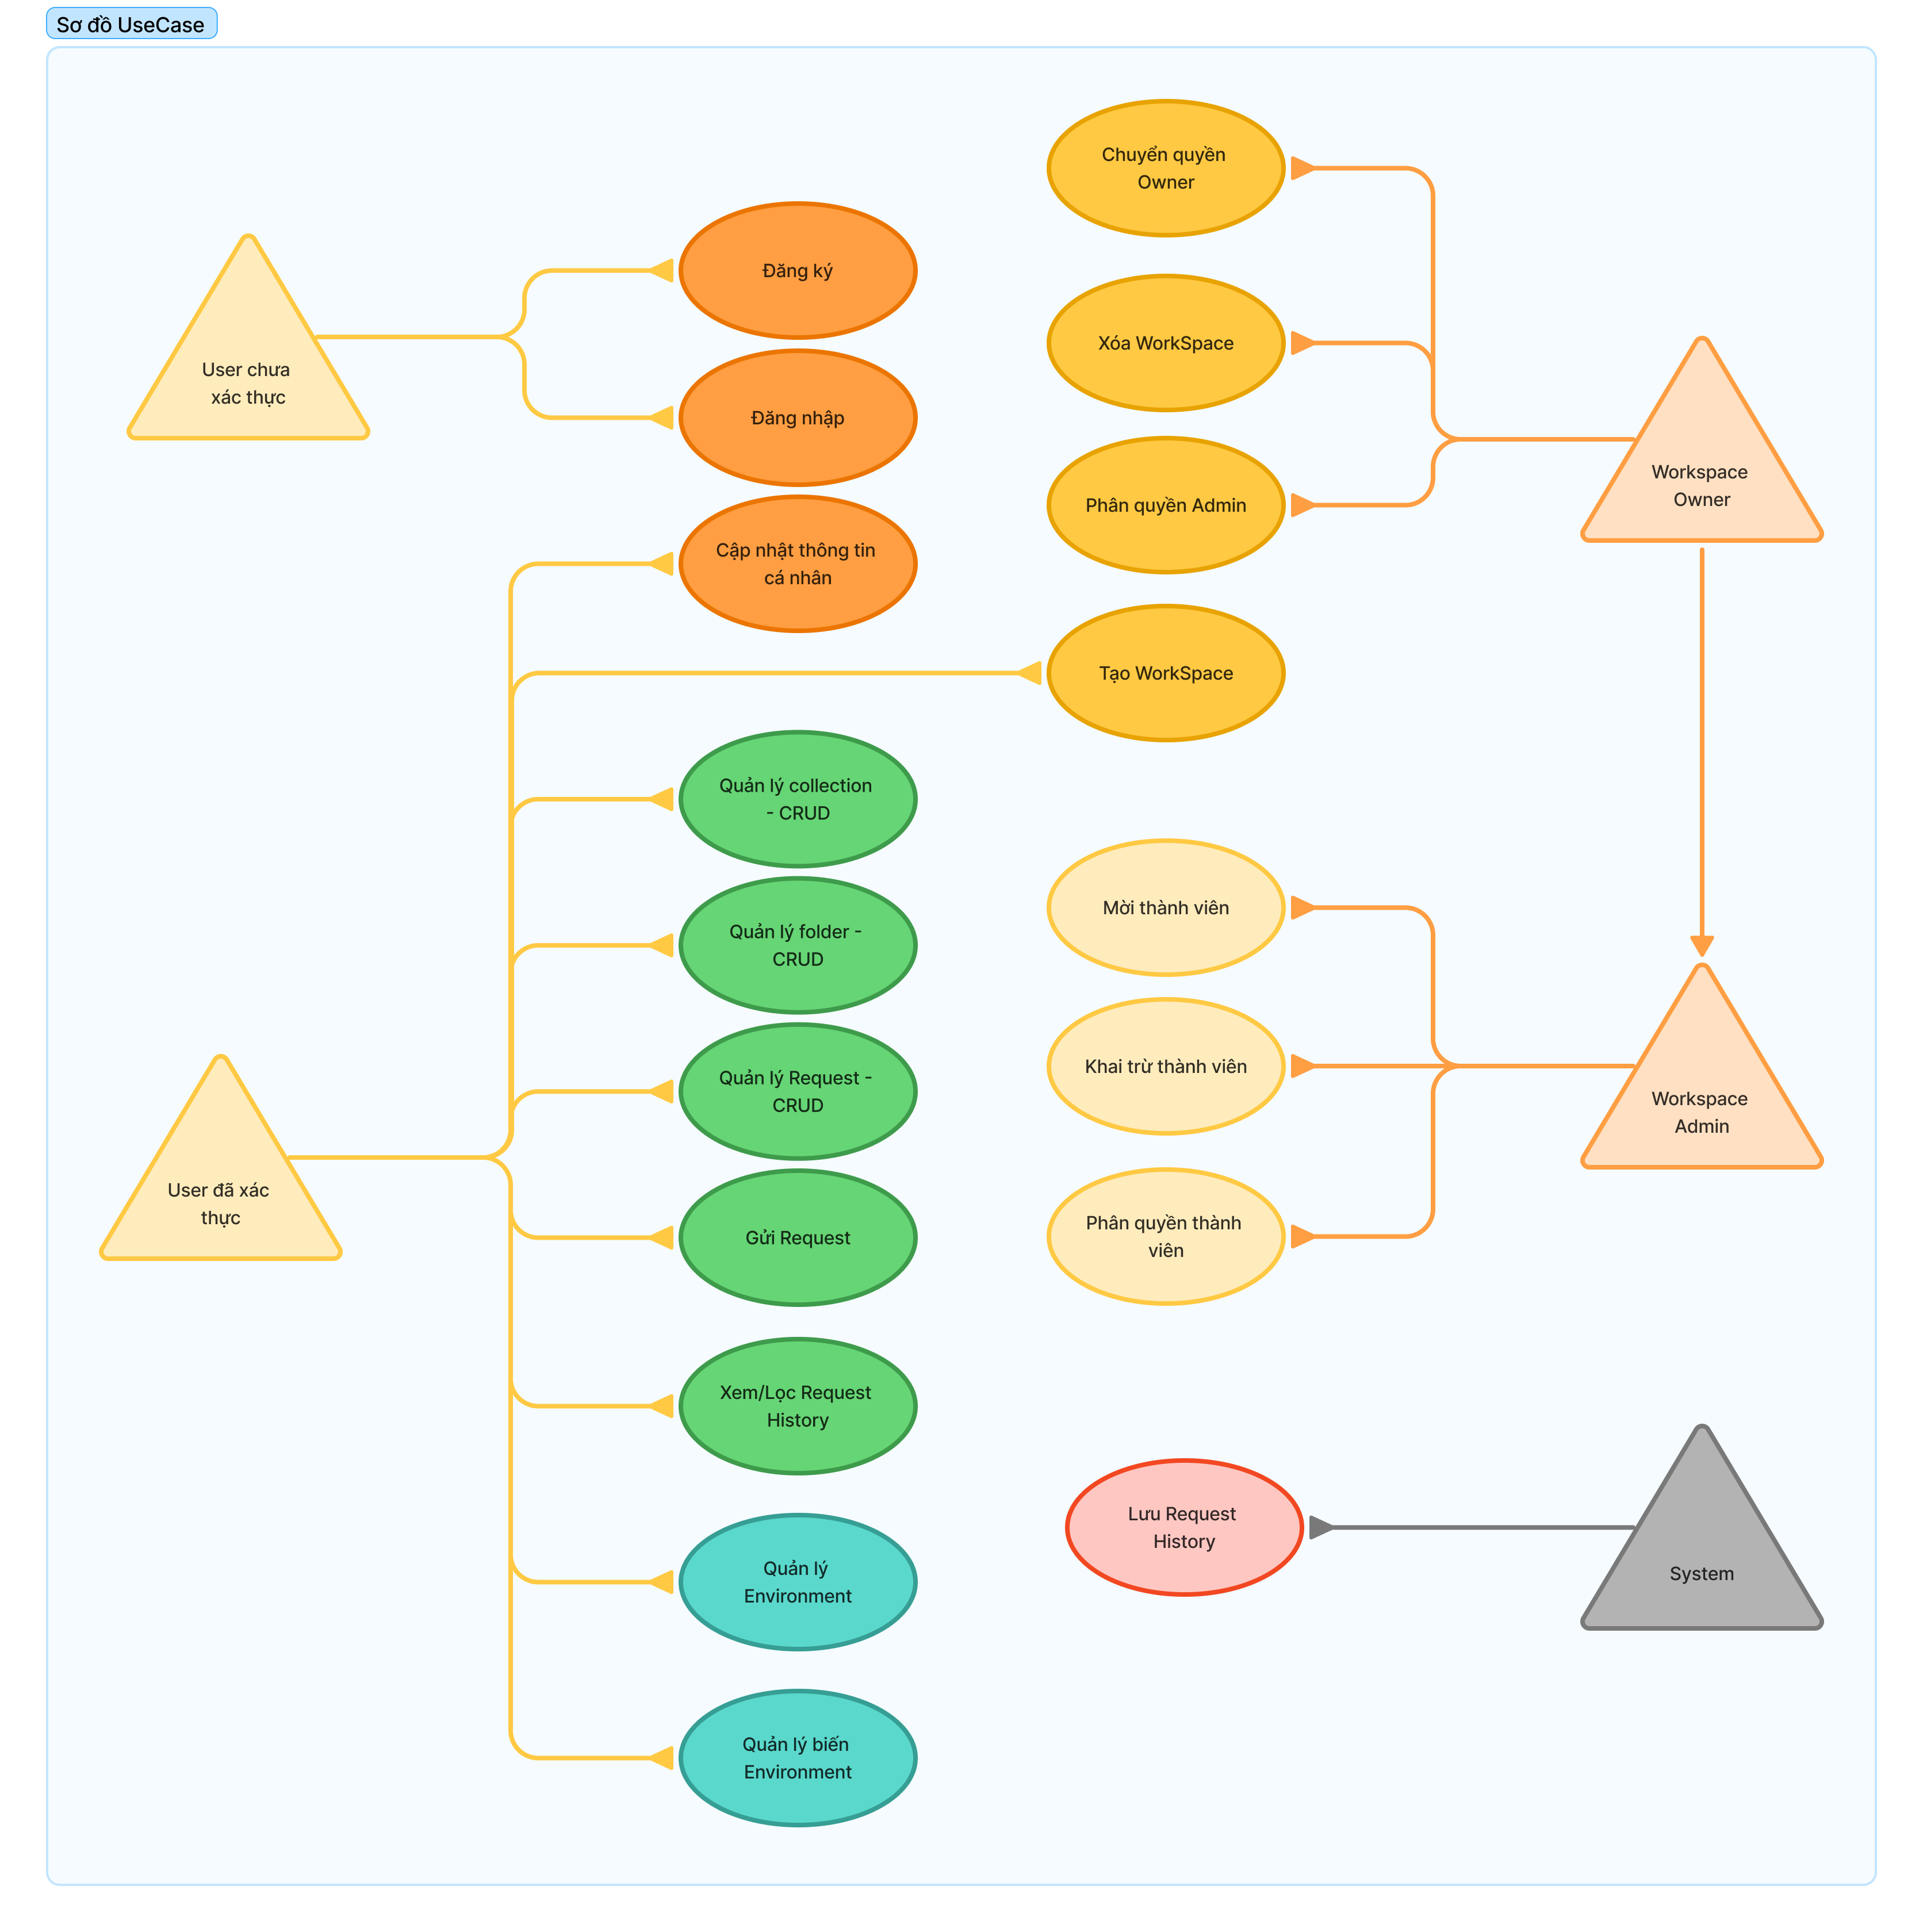 Sơ đồ UseCase
Chuyển quyền
Owner
Đăng ký
Xóa WorkSpace
User chưa
xác thực
Đăng nhập
Workspace
Owner
Phân quyền Admin
Cập nhật thông tin
cá nhân
Tạo WorkSpace
Quản lý collection
- CRUD
Mời thành viên
Quản lý folder -
CRUD
Khai trừ thành viên
Quản lý Request -
CRUD
Workspace
Admin
User đã xác
thực
Gửi Request
Phân quyền thành
viên
Xem/Lọc Request
History
Lưu Request
History
System
Quản lý
Environment
Quản lý biến
Environment